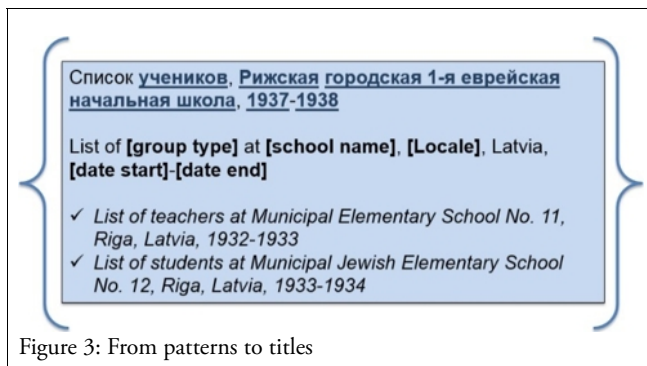 Список учеников, Рижская городская 1-я еврейская
начальная школа, 1937-1938
List of [group type] at [school name], [Locale], Latvia,
[date start]-[date end]
✓ List of teachers at Municipal Elementary School No. 11,
Riga, Latvia, 1932-1933
✓ List of students at Municipal Jewish Elementary School
No. 12, Riga, Latvia, 1933-1934
Figure 3: From patterns to titles